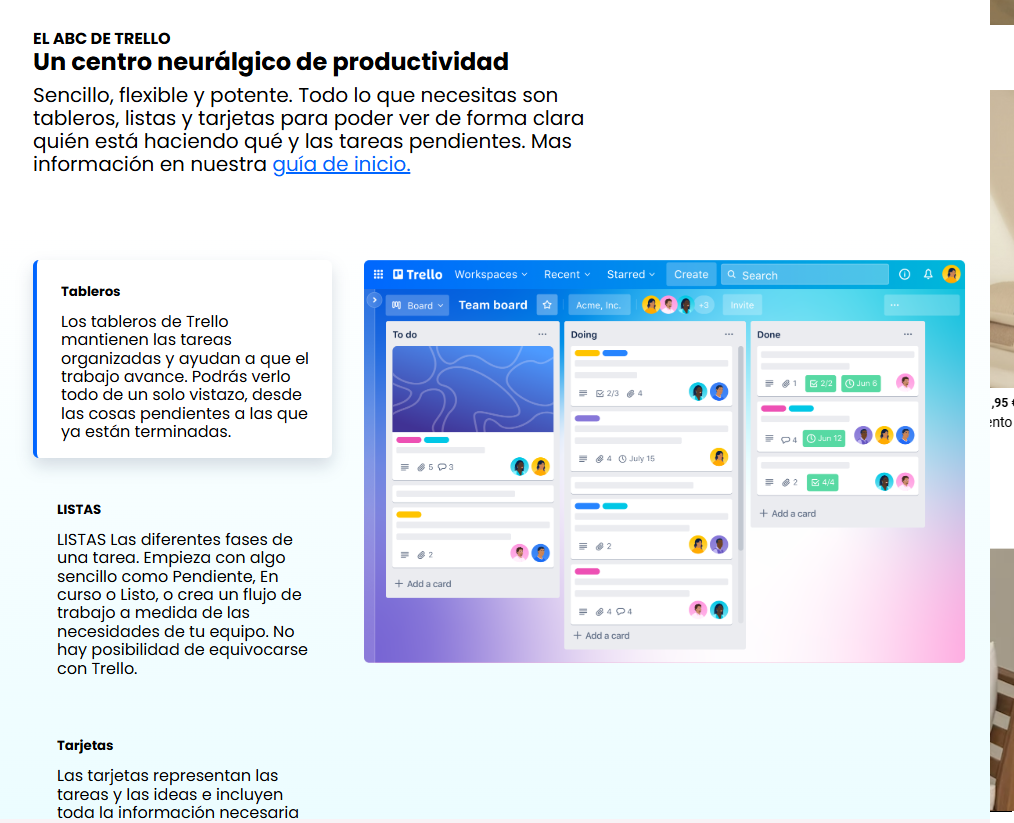 EL ABC DE TRELLO
Un centro neurálgico de productividad
Sencillo, flexible y potente. Todo lo que necesitas son
tableros, listas y tarjetas para poder ver de forma clara
quién está haciendo qué y las tareas pendientes. Mas
información en nuestra guía de inicio.
Tableros
Los tableros de Trello
mantienen las tareas
organizadas y ayudan a que el
trabajo avance. Podrás verlo
todo de un solo vistazo, desde
las cosas pendientes a las que
ya están terminadas.
LISTAS
LISTAS Las diferentes fases de
una tarea. Empieza con algo
sencillo como Pendiente, En
curso o Listo, o crea un flujo de
trabajo a medida de las
necesidades de tu equipo. No
hay posibilidad de equivocarse
con Trello.
Tarjetas
Las tarjetas representan las
tareas y las ideas e incluyen
toda la información necesaria
Trello Workspaces Recent Starred Create Search
Board Team board Acme, Inc. +3 Invite ...
To do ...
5 3
2
+ Add a card
Doing ...
2/3 4
4 July 15
2
4 4
+ Add a card
Done ...
1 2/2 Jun 6
4 Jun 12
2 4/4
+ Add a card
,95 €
ento